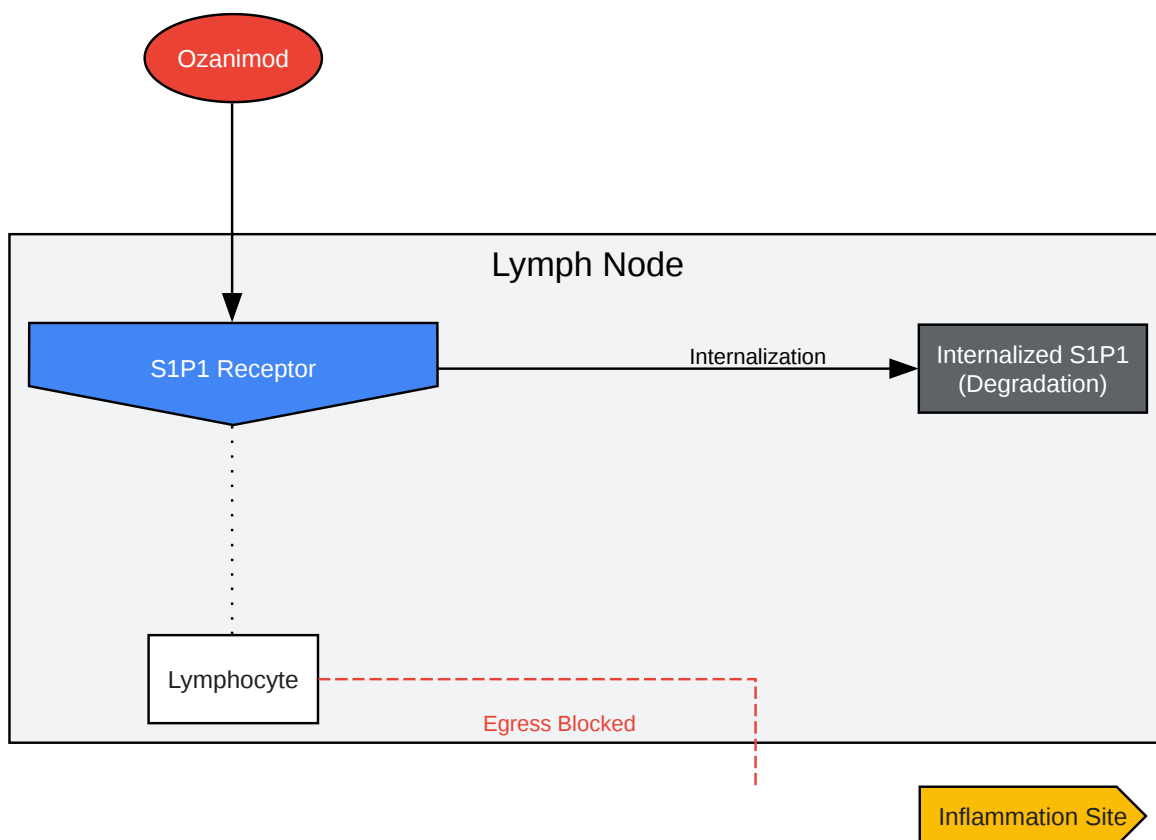 Ozanimod
Lymph Node
S1P1 Receptor
Internalization
Internalized S1P1
(Degradation)
Lymphocyte
Egress Blocked
Inflammation Site